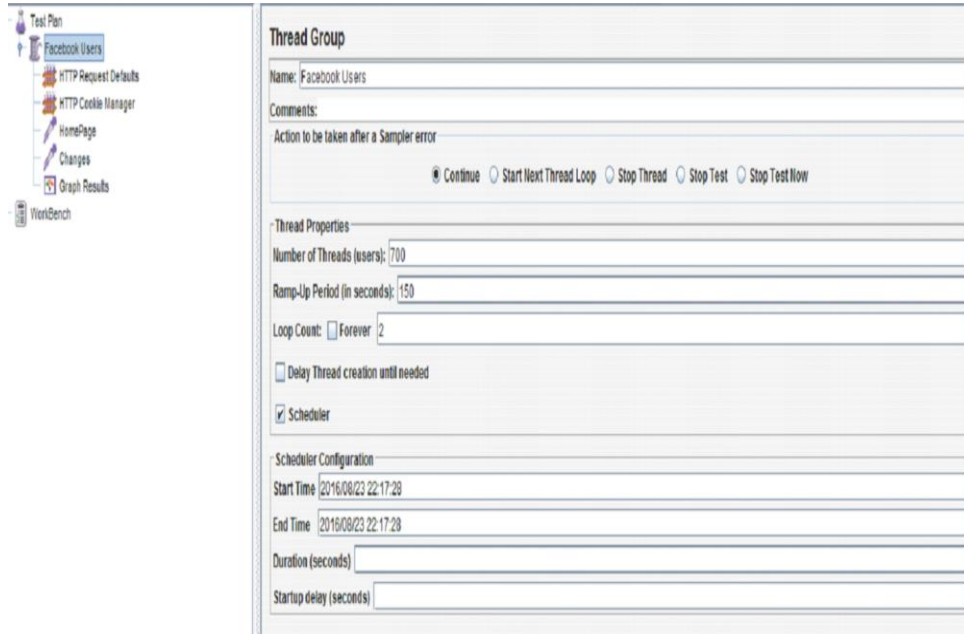 Test Plan
Facebook Users
HTTP Request Defaults
HTTP Cookie Manager
HomePage
Changes
Graph Results
WorkBench
Thread Group
Name: Facebook Users
Comments:
Action to be taken after a Sampler error
Continue Start Next Thread Loop Stop Thread Stop Test Stop Test Now
Thread Properties
Number of Threads (users): 700
Ramp-Up Period (in seconds): 150
Loop Count: Forever 2
Delay Thread creation until needed
Scheduler
Scheduler Configuration
Start Time 2016/08/23 22:17:28
End Time 2016/08/23 22:17:28
Duration (seconds)
Startup delay (seconds)